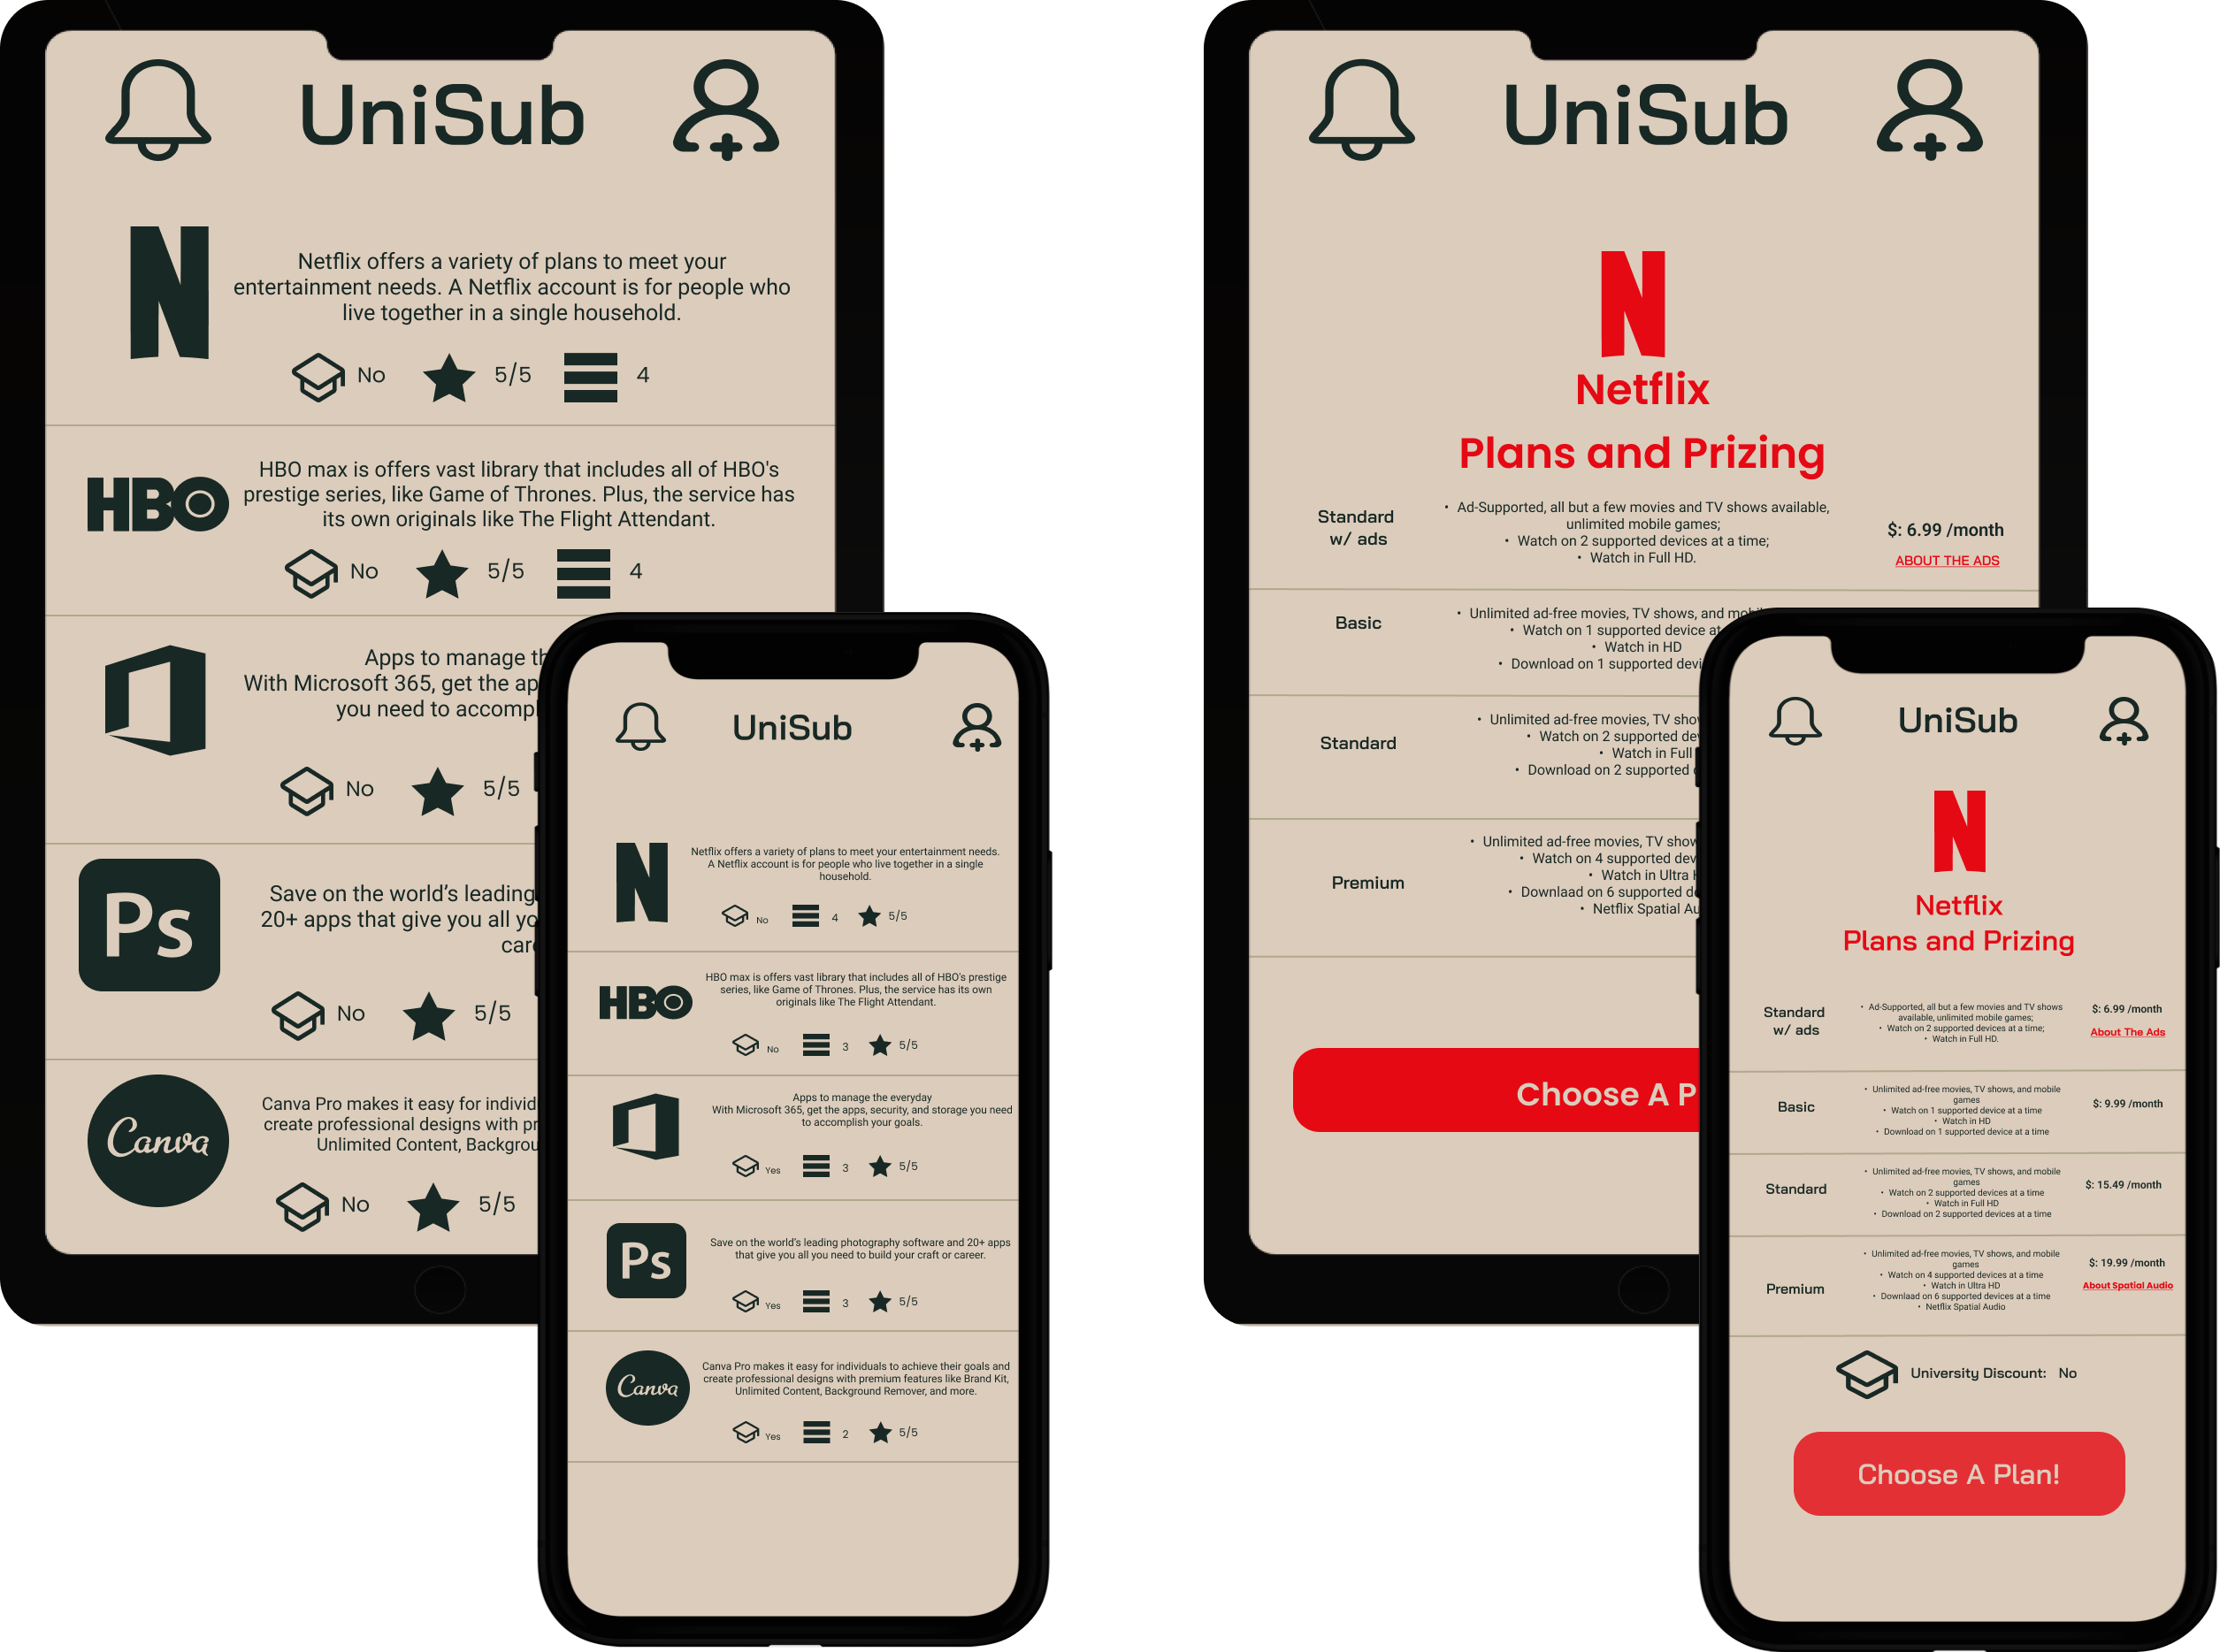 UniSub
N
Netflix offers a variety of plans to meet your
entertainment needs. A Netflix account is for people who
live together in a single household.
No 5/5 4
HBO
HBO max is offers vast library that includes all of HBO's
prestige series, like Game of Thrones. Plus, the service has
its own originals like The Flight Attendant.
No 5/5 4
Apps to manage
With Microsoft 365, get the
you need to
No 5/5
Ps
Save on the world's leading
20+ apps that give you all
No 5/5
Canva
Canva Pro makes it easy for
create professional designs with
Unlimited Content,
No 5/5
UniSub
N
Netflix offers a variety of plans to meet your entertainment needs.
A Netflix account is for people who live together in a single
household.
No 4 5/5
HBO
HBO max is offers vast library that includes all of HBO's prestige
series, like Game of Thrones. Plus, the service has its own
originals like The Flight Attendant.
No 3 5/5
Apps to manage the everyday
With Microsoft 365, get the apps, security, and storage you need
to accomplish your goals.
Yes 3 5/5
Ps
Save on the world's leading photography software and 20+ apps
that give you all you need to build your craft or career.
Yes 3 5/5
Canva
Canva Pro makes it easy for individuals to achieve their goals and
create professional designs with premium features like Brand Kit,
Unlimited Content, Background Remover, and more.
Yes 2 5/5
UniSub
N
Netflix
Plans and Prizing
Standard
w/ ads
• Ad-Supported, all but a few movies and TV shows available,
unlimited mobile games;
• Watch on 2 supported devices at a time;
• Watch in Full HD.
$: 6.99 /month
ABOUT THE ADS
Basic
• Unlimited ad-free movies, TV shows, and
• Watch on 1 supported device at
• Watch in HD
• Download on 1 supported
Standard
• Unlimited ad-free movies, TV
• Watch on 2 supported
• Watch in Full
• Download on 2 supported
Premium
• Unlimited ad-free movies, TV
• Watch on 4 supported
• Watch in Ultra
• Downlaad on 6 supported
• Netflix Spatial
Choose A
UniSub
N
Netflix
Plans and Prizing
Standard
w/ ads
• Ad-Supported, all but a few movies and TV shows
available, unlimited mobile games;
• Watch on 2 supported devices at a time;
• Watch in Full HD.
$: 6.99 /month
About The Ads
Basic
• Unlimited ad-free movies, TV shows, and mobile
games
• Watch on 1 supported device at a time
• Watch in HD
• Download on 1 supported device at a time
$: 9.99 /month
Standard
• Unlimited ad-free movies, TV shows, and mobile
games
• Watch on 2 supported devices at a time
• Watch in Full HD
• Download on 2 supported devices at a time
$: 15.49 /month
Premium
• Unlimited ad-free movies, TV shows, and mobile
games
• Watch on 4 supported devices at a time
• Watch in Ultra HD
• Downlaad on 6 supported devices at a time
• Netflix Spatial Audio
$: 19.99 /month
About Spatial Audio
University Discount: No
Choose A Plan!